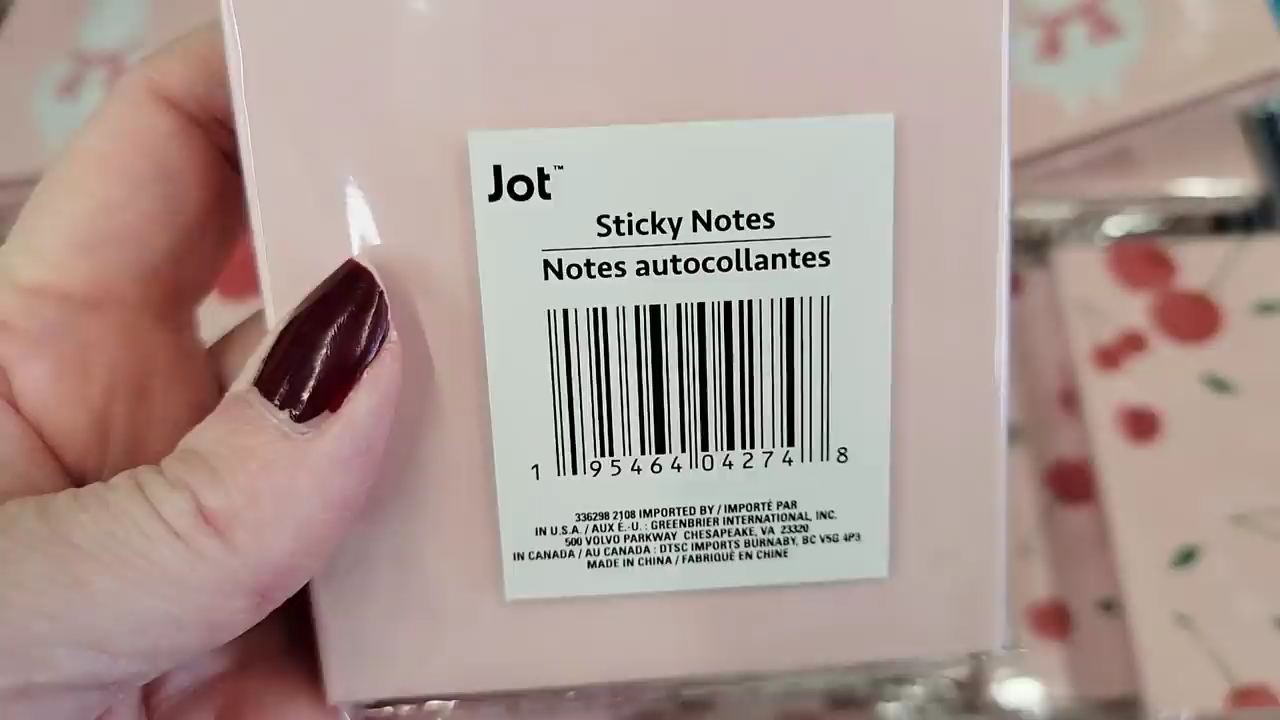 Jot™
Sticky Notes
Notes autocollantes
1 95464 04274 8
336298 2108 IMPORTED BY / IMPORTÉ PAR
IN U.S.A. / AUX É.-U. : GREENBRIER INTERNATIONAL, INC.
500 VOLVO PARKWAY CHESAPEAKE, VA 23320
IN CANADA / AU CANADA : DTSC IMPORTS BURNABY, BC V5G 4P3
MADE IN CHINA / FABRIQUÉ EN CHINE